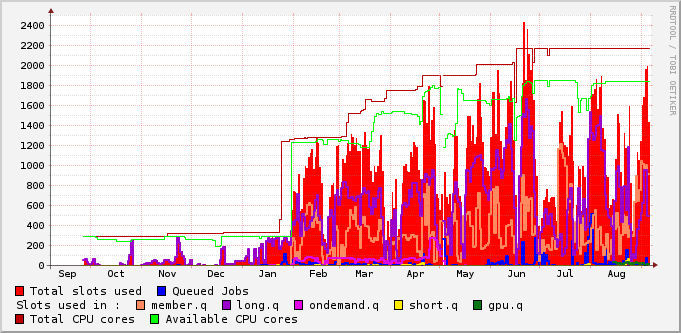 2400
2200
2000
1800
1600
1400
1200
1000
800
600
400
200
0
Sep Oct Nov Dec Jan Feb Mar Apr May Jun Jul Aug
RRDTOOL / TOBI OETIKER
Total slots used Queued Jobs
Slots used in : member.q long.q ondemand.q short.q gpu.q
Total CPU cores Available CPU cores